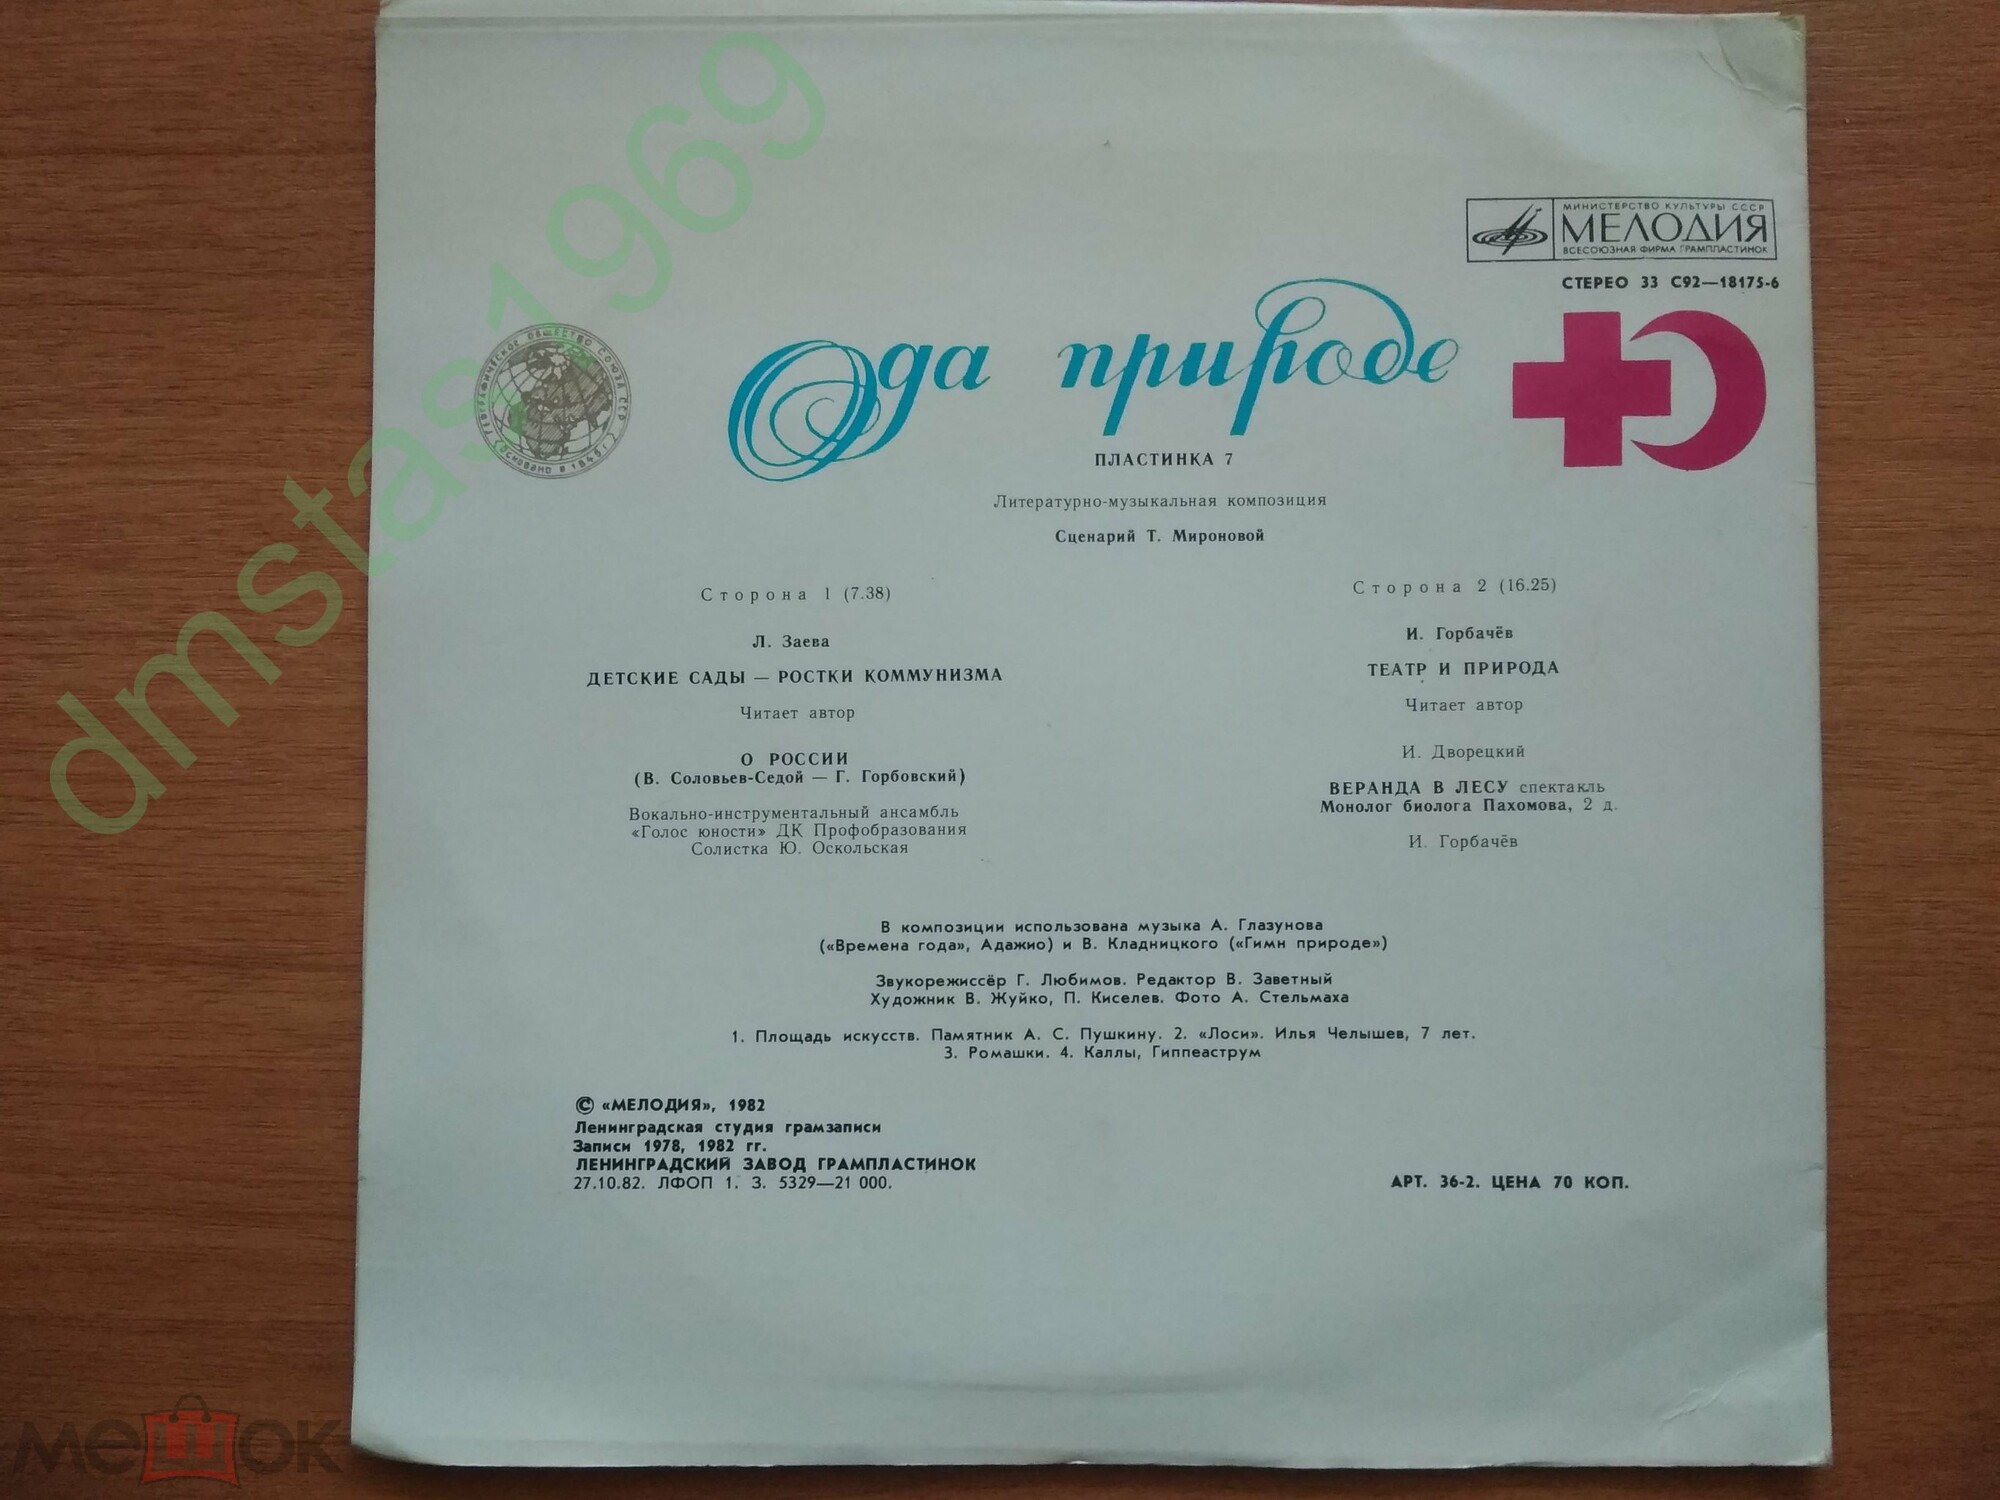 МИНИСТЕРСТВО КУЛЬТУРЫ СССР
МЕЛОДИЯ
ВСЕСОЮЗНАЯ ФИРМА ГРАМПЛАСТИНОК
СТЕРЕО 33 С92—18175-6
ГЕОГРАФИЧЕСКОЕ ОБЩЕСТВО СОЮЗА ССР
Основано в 1845 г.
Ода природе
ПЛАСТИНКА 7
Литературно-музыкальная композиция
Сценарий Т. Мироновой
Сторона 1 (7.38)
Л. Заева
ДЕТСКИЕ САДЫ — РОСТКИ КОММУНИЗМА
Читает автор
О РОССИИ
(В. Соловьев-Седой — Г. Горбовский)
Вокально-инструментальный ансамбль
«Голос юности» ДК Профобразования
Солистка Ю. Оскольская
Сторона 2 (16.25)
И. Горбачёв
ТЕАТР И ПРИРОДА
Читает автор
И. Дворецкий
ВЕРАНДА В ЛЕСУ спектакль
Монолог биолога Пахомова, 2 д.
И. Горбачёв
В композиции использована музыка А. Глазунова
(«Времена года», Адажио) и В. Кладницкого («Гимн природе»)
Звукорежиссёр Г. Любимов. Редактор В. Заветный
Художник В. Жуйко, П. Киселев. Фото А. Стельмаха
1. Площадь искусств. Памятник А. С. Пушкину. 2. «Лоси». Илья Челышев, 7 лет.
3. Ромашки. 4. Каллы, Гиппеаструм
© «МЕЛОДИЯ», 1982
Ленинградская студия грамзаписи
Записи 1978, 1982 гг.
ЛЕНИНГРАДСКИЙ ЗАВОД ГРАМПЛАСТИНОК
27.10.82. ЛФОП 1. З. 5329—21 000.
АРТ. 36-2. ЦЕНА 70 КОП.
dmstas1969
мешок